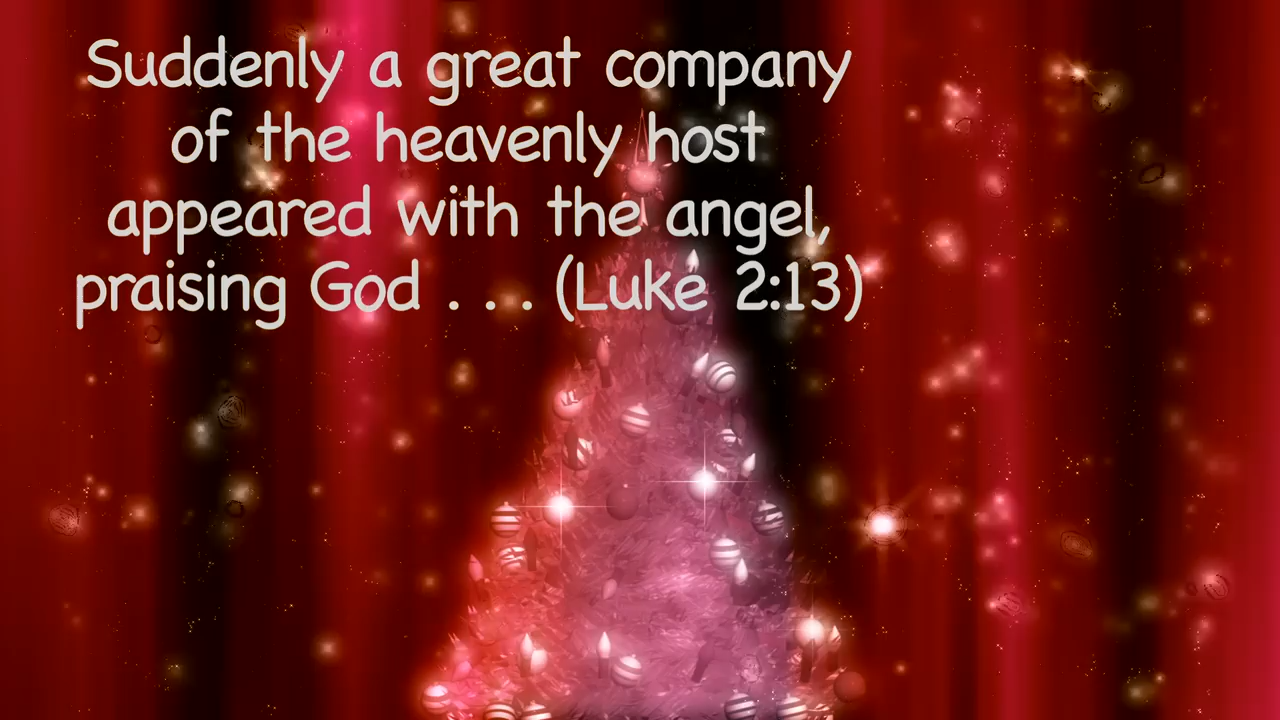 Suddenly a great company
of the heavenly host
appeared with the angel,
praising God . . . (Luke 2:13)